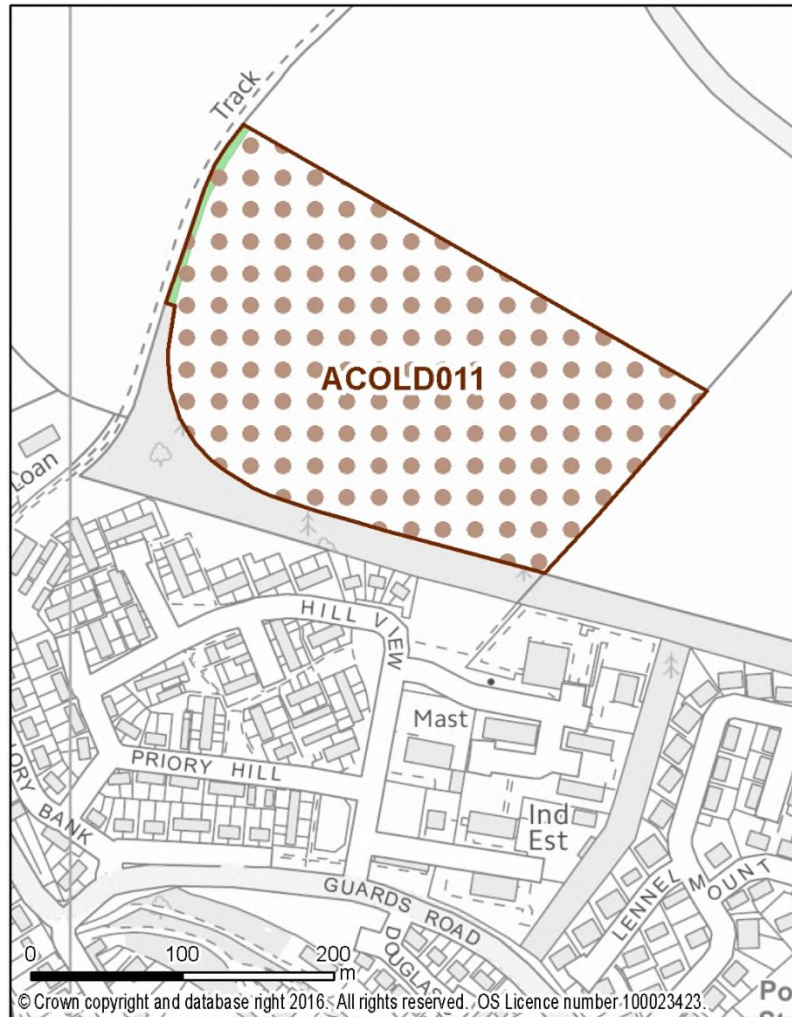 Track
ACOLD011
Loan
HILL VIEW
Mast
PRIORY HILL
Ind
Est
BANK
GUARDS ROAD
LENNEL MOUNT
DOUGLAS
0 100 200
m
© Crown copyright and database right 2016. All rights reserved. OS Licence number 100023423.